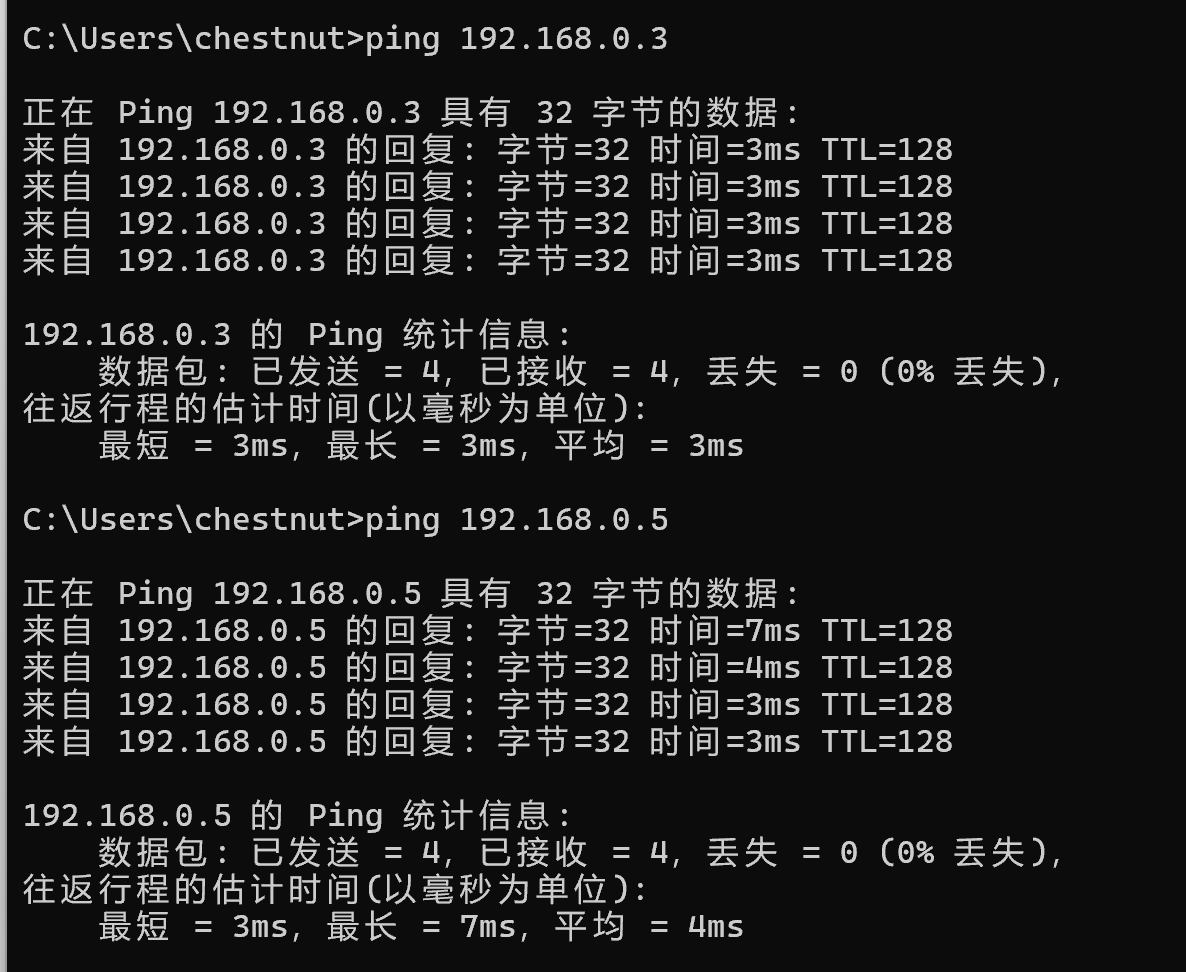 C:\Users\chestnut>ping 192.168.0.3
正在 Ping 192.168.0.3 具有 32 字节的数据:
来自 192.168.0.3 的回复: 字节=32 时间=3ms TTL=128
来自 192.168.0.3 的回复: 字节=32 时间=3ms TTL=128
来自 192.168.0.3 的回复: 字节=32 时间=3ms TTL=128
来自 192.168.0.3 的回复: 字节=32 时间=3ms TTL=128
192.168.0.3 的 Ping 统计信息:
    数据包: 已发送 = 4, 已接收 = 4, 丢失 = 0 (0% 丢失),
往返行程的估计时间(以毫秒为单位):
    最短 = 3ms, 最长 = 3ms, 平均 = 3ms
C:\Users\chestnut>ping 192.168.0.5
正在 Ping 192.168.0.5 具有 32 字节的数据:
来自 192.168.0.5 的回复: 字节=32 时间=7ms TTL=128
来自 192.168.0.5 的回复: 字节=32 时间=4ms TTL=128
来自 192.168.0.5 的回复: 字节=32 时间=3ms TTL=128
来自 192.168.0.5 的回复: 字节=32 时间=3ms TTL=128
192.168.0.5 的 Ping 统计信息:
    数据包: 已发送 = 4, 已接收 = 4, 丢失 = 0 (0% 丢失),
往返行程的估计时间(以毫秒为单位):
    最短 = 3ms, 最长 = 7ms, 平均 = 4ms